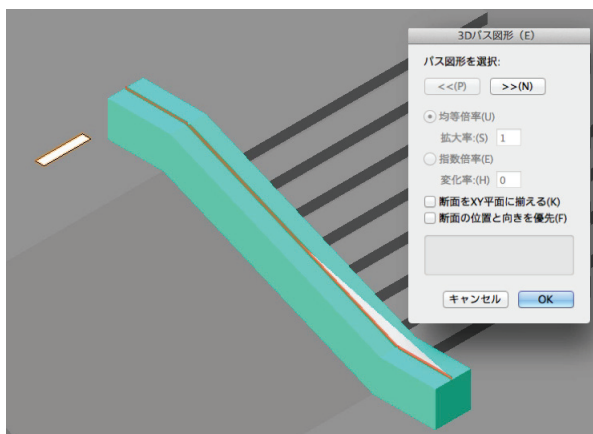 3Dパス図形（E）
パス図形を選択:
<<(P) >>(N)
均等倍率(U)
拡大率:(S) 1
指数倍率(E)
変化率:(H) 0
断面をXY平面に揃える(K)
断面の位置と向きを優先(F)
キャンセル OK